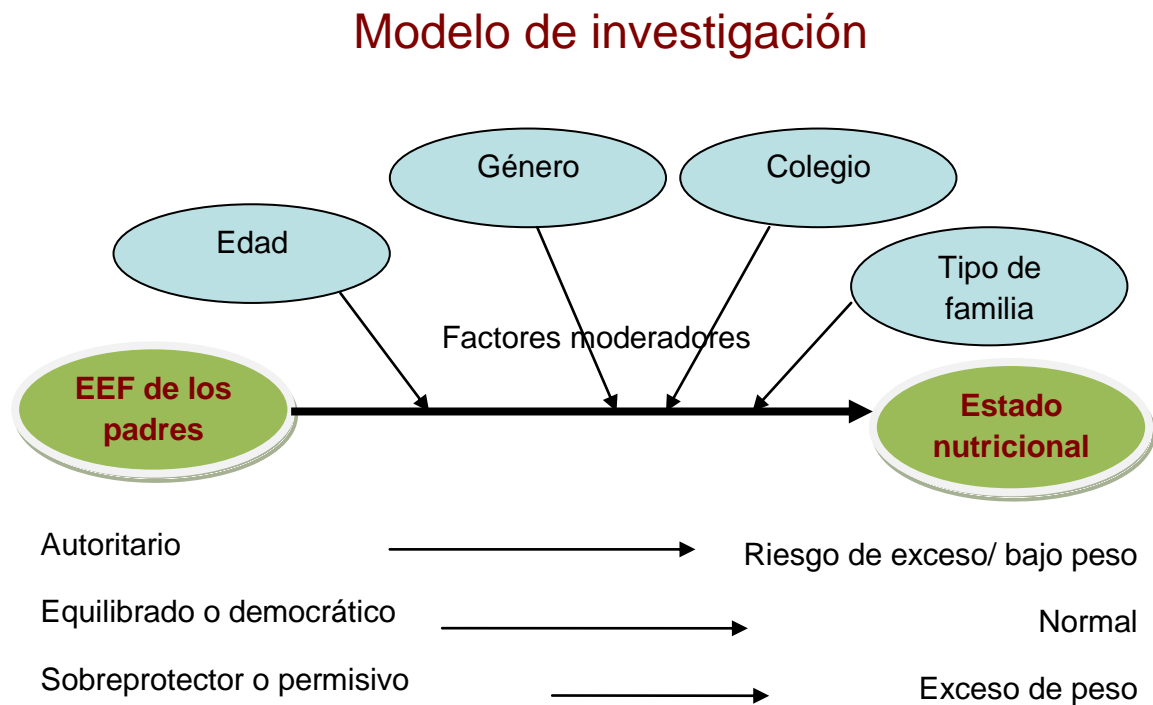 Modelo de investigación
Género
Colegio
Edad
Tipo de
familia
Factores moderadores
EEF de los
padres
Estado
nutricional
Autoritario
Riesgo de exceso/ bajo peso
Equilibrado o democrático
Normal
Sobreprotector o permisivo
Exceso de peso